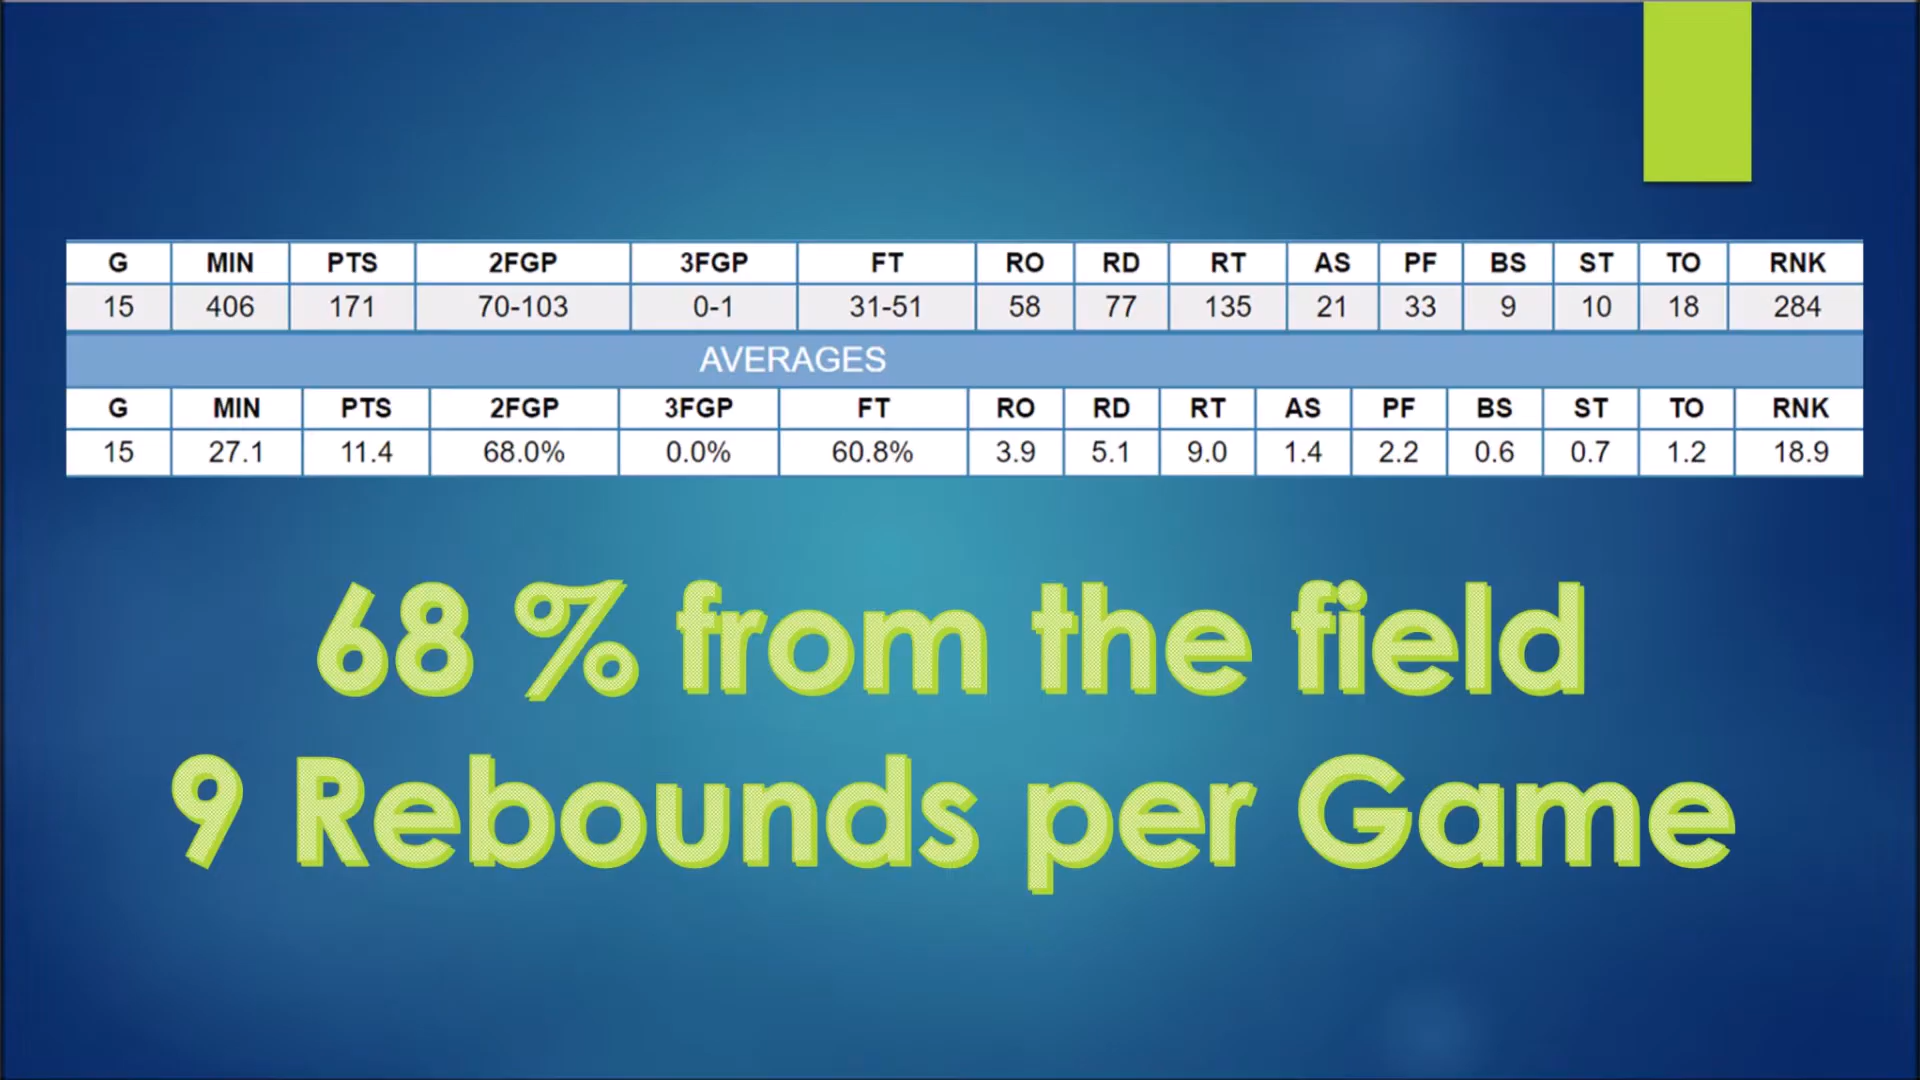 G MIN PTS 2FGP 3FGP FT RO RD RT AS PF BS ST TO RNK
15 406 171 70-103 0-1 31-51 58 77 135 21 33 9 10 18 284
AVERAGES
G MIN PTS 2FGP 3FGP FT RO RD RT AS PF BS ST TO RNK
15 27.1 11.4 68.0% 0.0% 60.8% 3.9 5.1 9.0 1.4 2.2 0.6 0.7 1.2 18.9
68 % from the field
9 Rebounds per Game